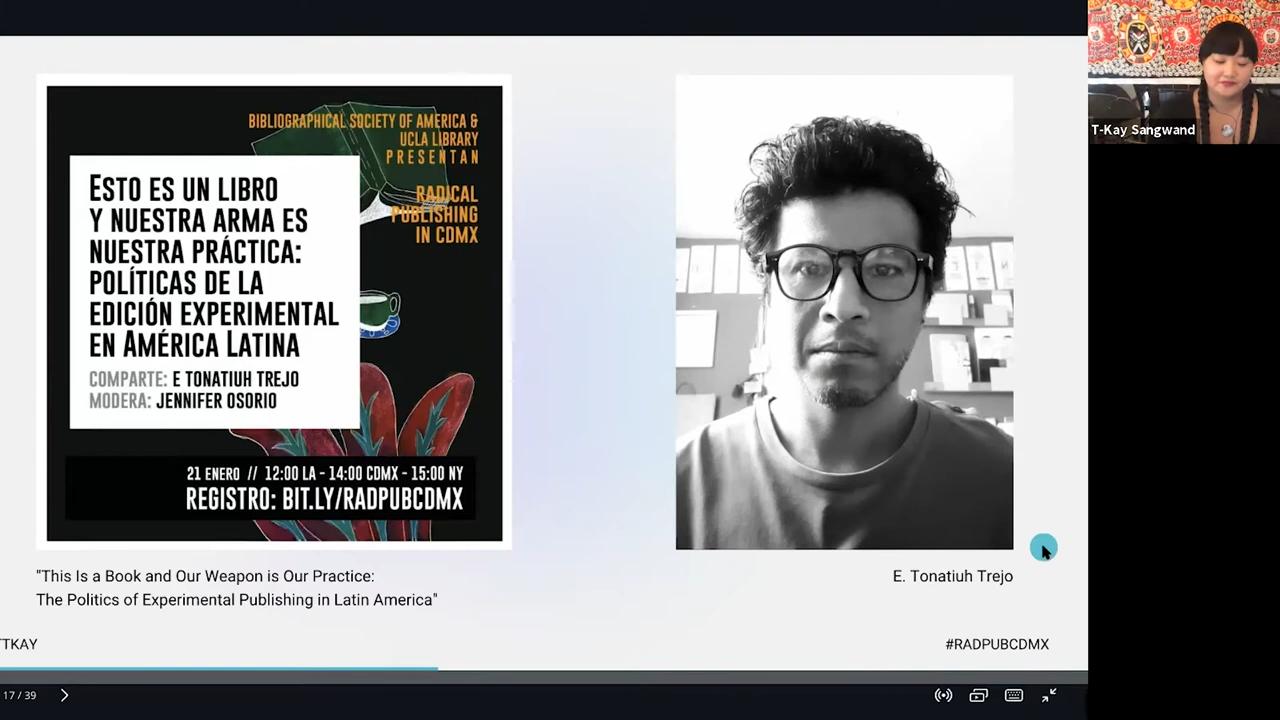 BIBLIOGRAPHICAL SOCIETY OF AMERICA &
UCLA LIBRARY
PRESENTAN
RADICAL
PUBLISHING
IN CDMX
ESTO ES UN LIBRO
Y NUESTRA ARMA ES
NUESTRA PRÁCTICA:
POLÍTICAS DE LA
EDICIÓN EXPERIMENTAL
EN AMÉRICA LATINA
COMPARTE: E TONATIUH TREJO
MODERA: JENNIFER OSORIO
21 ENERO // 12:00 LA - 14:00 CDMX - 15:00 NY
REGISTRO: BIT.LY/RADPUBCDMX
"This Is a Book and Our Weapon is Our Practice:
The Politics of Experimental Publishing in Latin America"
E. Tonatiuh Trejo
TTKAY
#RADPUBCDMX
17 / 39
T-Kay Sangwand